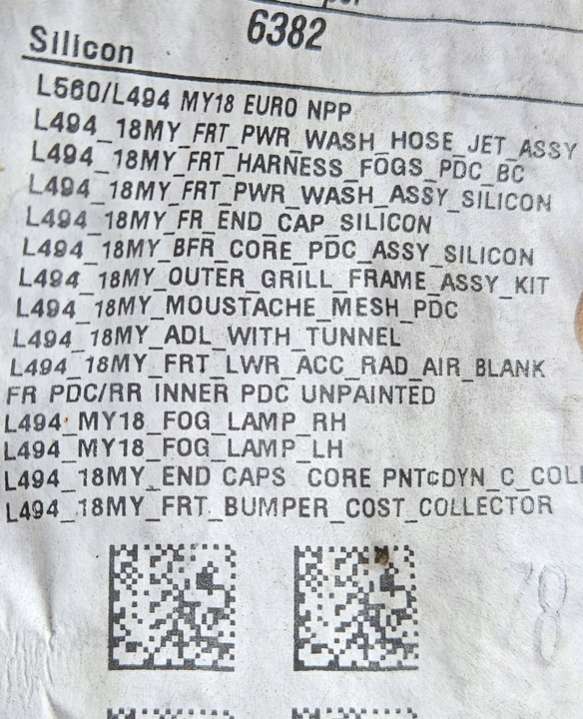 6382
Silicon
L560/L494 MY18 EURO NPP
L494_18MY_FRT_PWR_WASH_HOSE_JET_ASSY
L494_18MY_FRT_HARNESS_FOGS_PDC_BC
L494_18MY_FRT_PWR_WASH_ASSY_SILICON
L494_18MY_FR_END_CAP_SILICON
L494_18MY_BFR_CORE_PDC_ASSY_SILICON
L494_18MY_OUTER_GRILL_FRAME_ASSY_KIT
L494_18MY_MOUSTACHE_MESH_PDC
L494_18MY_ADL_WITH_TUNNEL
L494_18MY_FRT_LWR_ACC_RAD_AIR_BLANK
FR PDC/RR INNER PDC UNPAINTED
L494_MY18_FOG_LAMP_RH
L494_MY18_FOG_LAMP_LH
L494_18MY_END CAPS CORE PNTcDYN_C_COLL
L494_18MY_FRT_BUMPER_COST_COLLECTOR